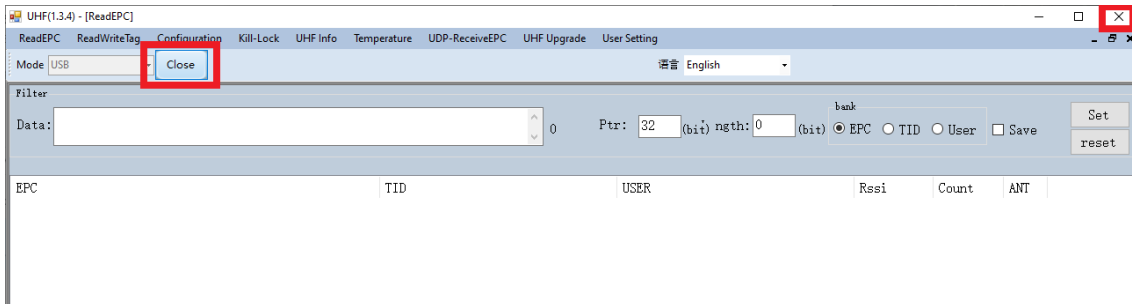 UHF(1.3.4) - [ReadEPC]
ReadEPC ReadWriteTag Configuration Kill-Lock UHF Info Temperature UDP-ReceiveEPC UHF Upgrade User Setting
Mode USB Close 语言 English
Filter
bank
Data: 0 Ptr: 32 (bit) ngth: 0 (bit) EPC TID User Save
Set
reset
EPC TID USER Rssi Count ANT